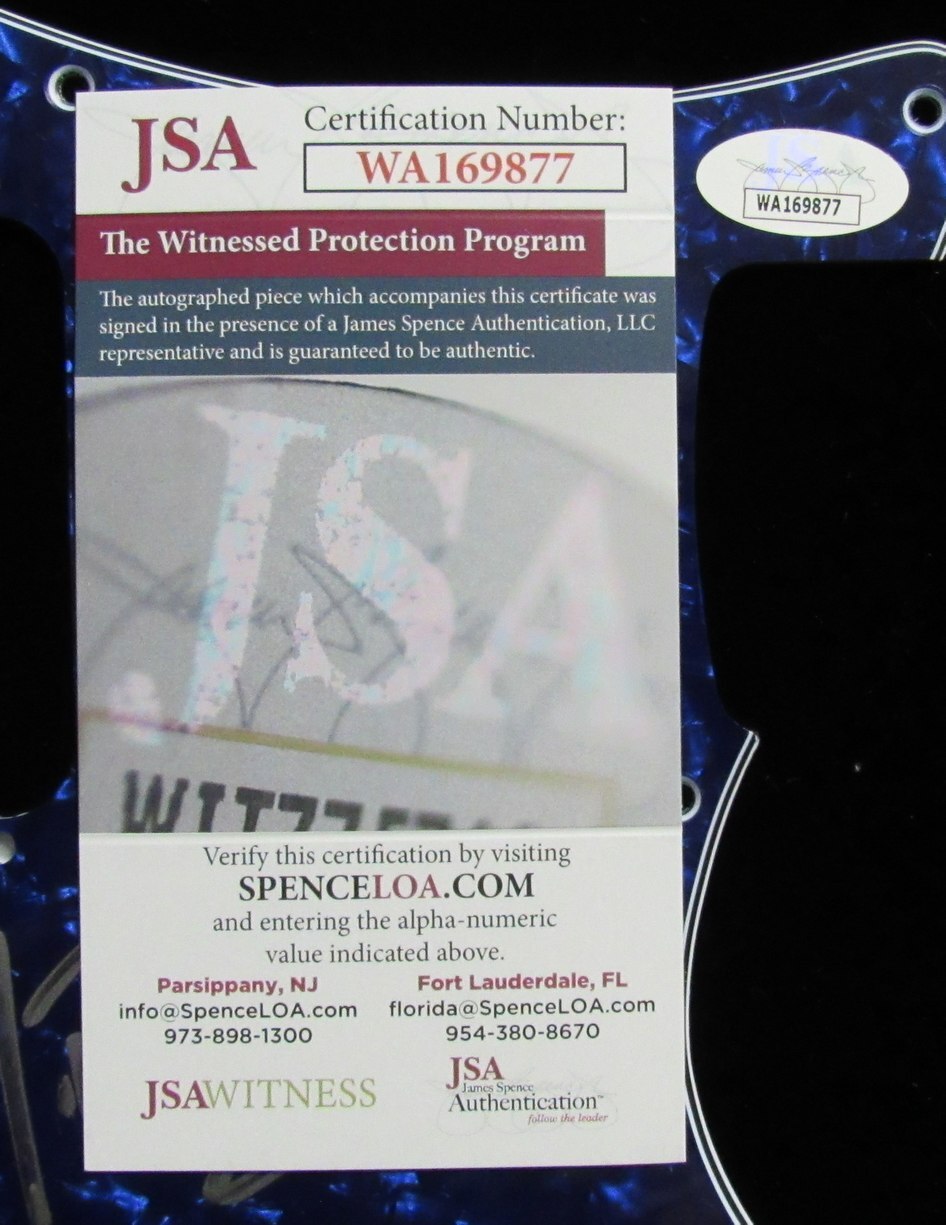 JSA
Certification Number:
WA169877
WA169877
The Witnessed Protection Program
The autographed piece which accompanies this certificate was
signed in the presence of a James Spence Authentication, LLC
representative and is guaranteed to be authentic.
JSA
Verify this certification by visiting
SPENCELOA.COM
and entering the alpha-numeric
value indicated above.
Parsippany, NJ
info@SpenceLOA.com
973-898-1300
Fort Lauderdale, FL
florida@SpenceLOA.com
954-380-8670
JSAWITNESS
JSA
James Spence
Authentication™
follow the leader